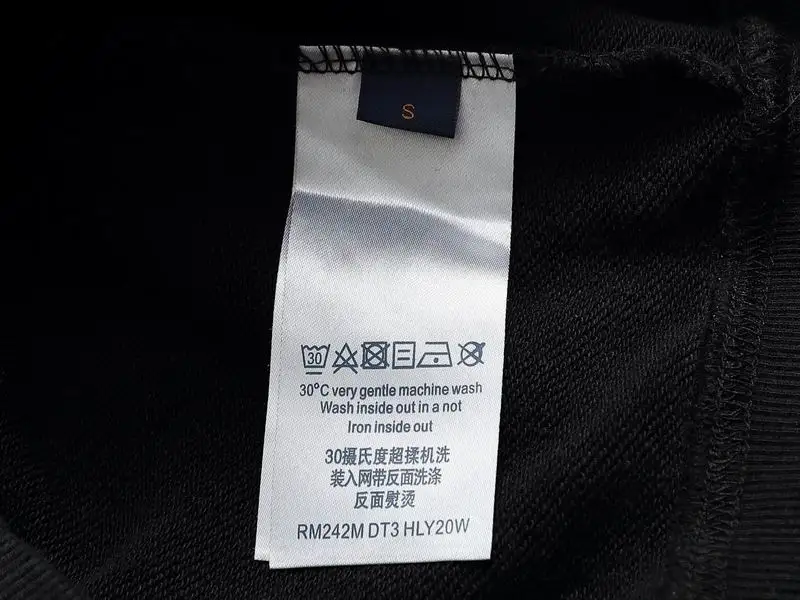 S
30
30°C very gentle machine wash
Wash inside out in a not
Iron inside out
30摄氏度超揉机洗
装入网带反面洗涤
反面熨烫
RM242M DT3 HLY20W